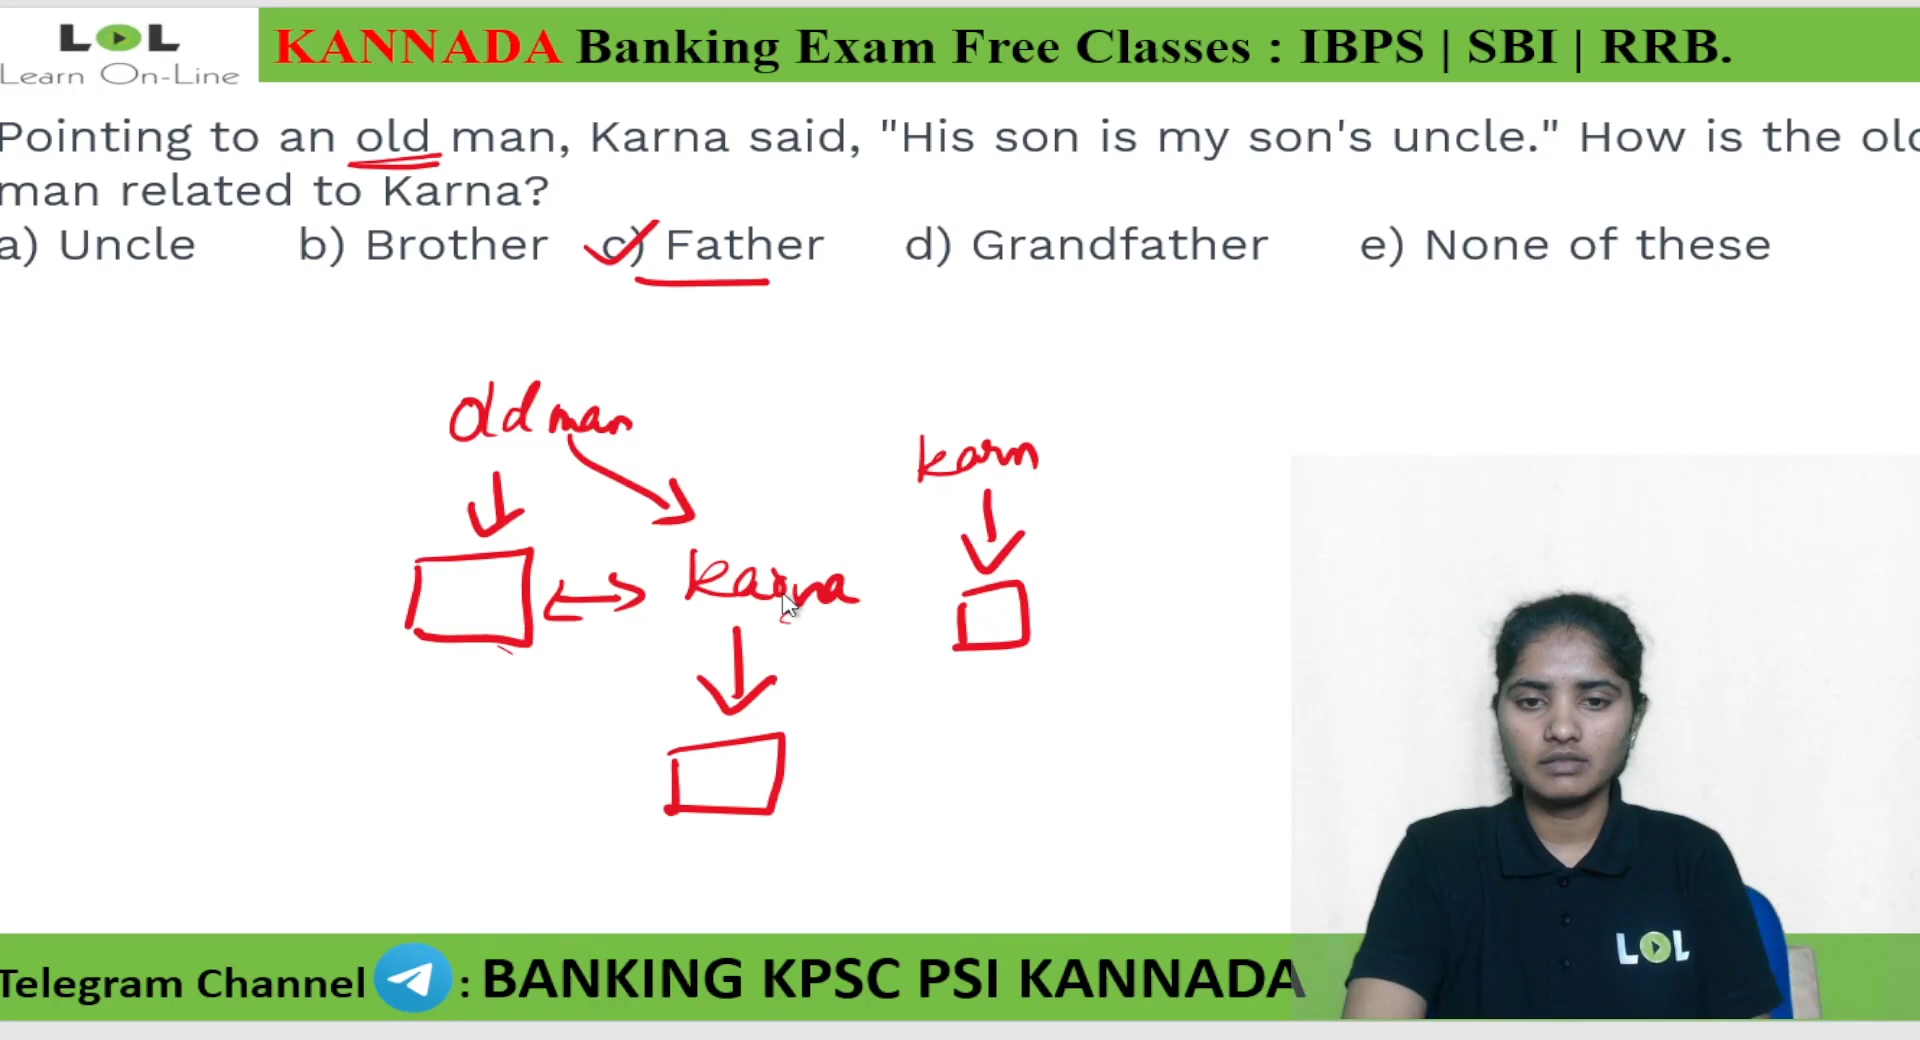 LOL
Learn On-Line
KANNADA Banking Exam Free Classes : IBPS | SBI | RRB.
Pointing to an old man, Karna said, "His son is my son's uncle." How is the old
man related to Karna?
a) Uncle b) Brother c) Father d) Grandfather e) None of these
old man
karn
karna
LOL
Telegram Channel : BANKING KPSC PSI KANNADA